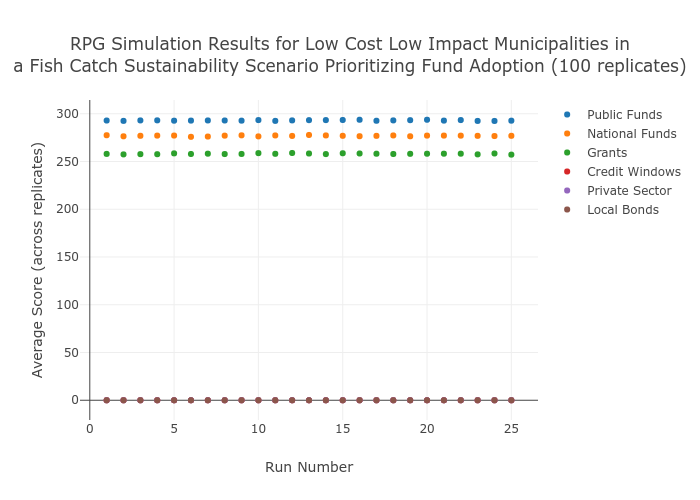 RPG Simulation Results for Low Cost Low Impact Municipalities in
a Fish Catch Sustainability Scenario Prioritizing Fund Adoption (100 replicates)
Average Score (across replicates)
300
250
200
150
100
50
0
0 5 10 15 20 25
Run Number
Public Funds
National Funds
Grants
Credit Windows
Private Sector
Local Bonds